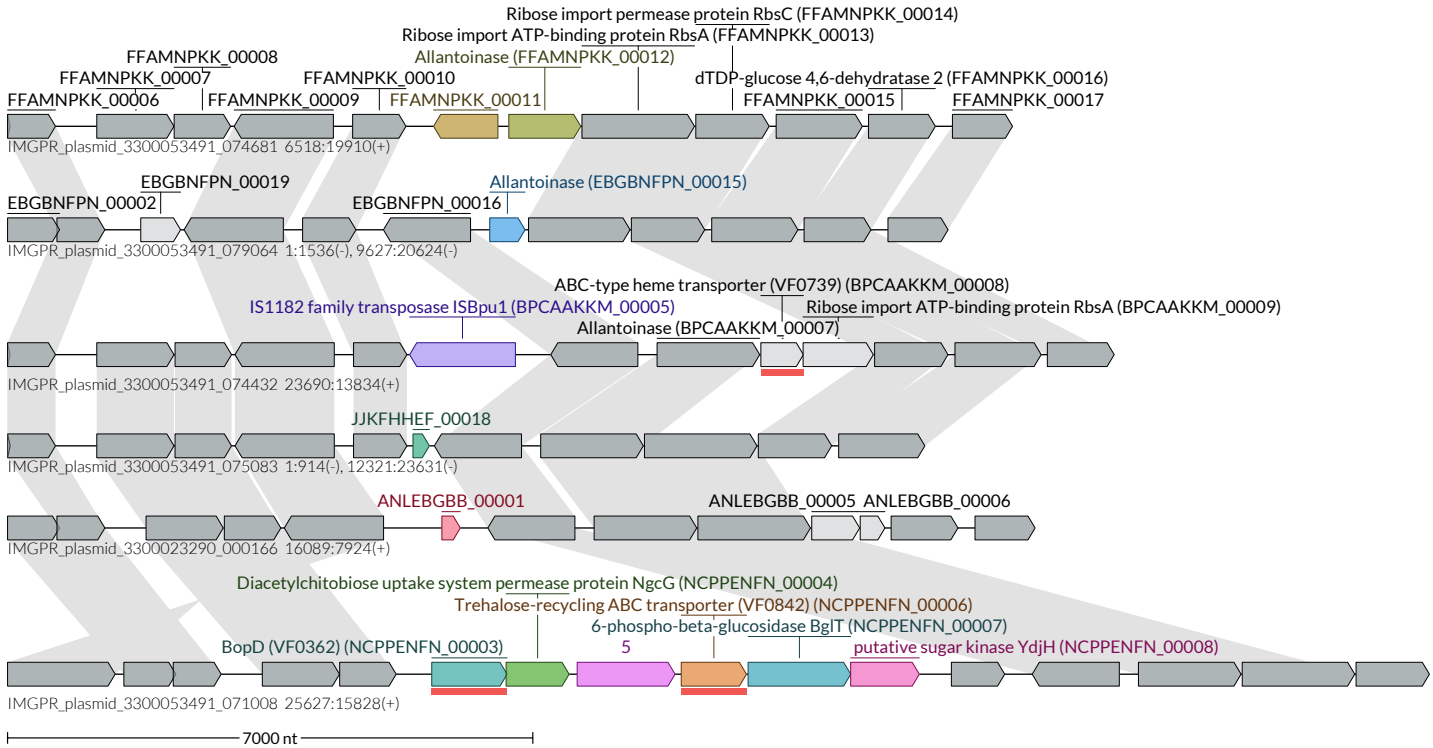 Ribose import permease protein RbsC (FFAMNPKK_00014)
Ribose import ATP-binding protein RbsA (FFAMNPKK_00013)
FFAMNPKK_00008 Allantoinase (FFAMNPKK_00012)
FFAMNPKK_00007 FFAMNPKK_00010 dTDP-glucose 4,6-dehydratase 2 (FFAMNPKK_00016)
FFAMNPKK_00006 FFAMNPKK_00009 FFAMNPKK_00011 FFAMNPKK_00015 FFAMNPKK_00017
IMGPR_plasmid_3300053491_074681 6518:19910(+)
EBGBNFPN_00019 Allantoinase (EBGBNFPN_00015)
EBGBNFPN_00002 EBGBNFPN_00016
IMGPR_plasmid_3300053491_079064 1:1536(-), 9627:20624(-)
ABC-type heme transporter (VF0739) (BPCAAKKM_00008)
IS1182 family transposase ISBpu1 (BPCAAKKM_00005) Ribose import ATP-binding protein RbsA (BPCAAKKM_00009)
Allantoinase (BPCAAKKM_00007)
IMGPR_plasmid_3300053491_074432 23690:13834(+)
JJKFHHEF_00018
IMGPR_plasmid_3300053491_075083 1:914(-), 12321:23631(-)
ANLEBGBB_00001 ANLEBGBB_00005 ANLEBGBB_00006
IMGPR_plasmid_3300023290_000166 16089:7924(+)
Diacetylchitobiose uptake system permease protein NgcG (NCPPENFN_00004)
Trehalose-recycling ABC transporter (VF0842) (NCPPENFN_00006)
6-phospho-beta-glucosidase BglT (NCPPENFN_00007)
BopD (VF0362) (NCPPENFN_00003) 5 putative sugar kinase YdjH (NCPPENFN_00008)
IMGPR_plasmid_3300053491_071008 25627:15828(+)
7000 nt